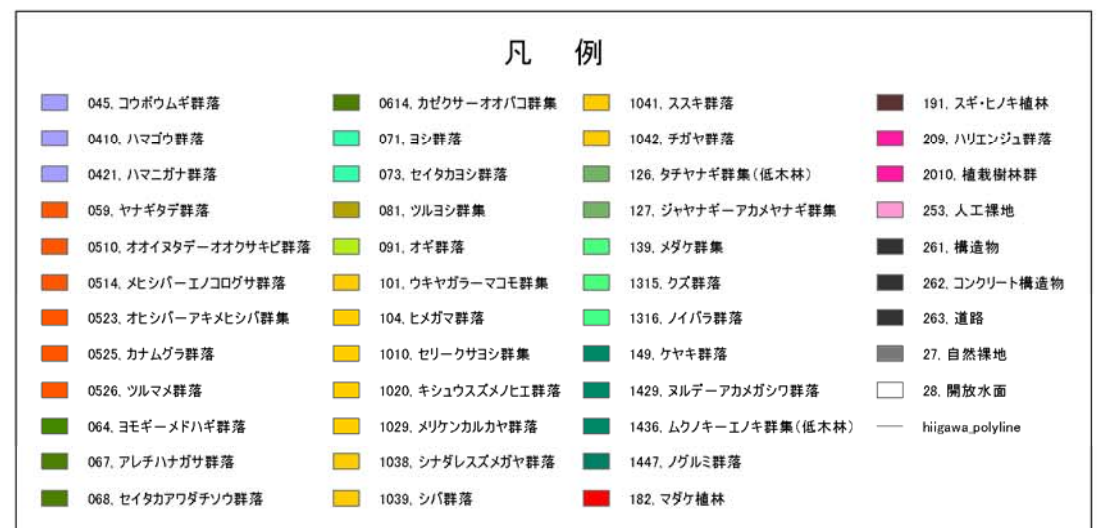 凡 例
045, コウボウムギ群落
0410, ハマゴウ群落
0421, ハマニガナ群落
059, ヤナギタデ群落
0510, オオイヌタデーオオクサキビ群落
0514, メヒシバーエノコログサ群落
0523, オヒシバーアキメヒシバ群集
0525, カナムグラ群落
0526, ツルマメ群落
064, ヨモギーメドハギ群落
067, アレチハナガサ群落
068, セイタカアワダチソウ群落
0614, カゼクサーオオバコ群集
071, ヨシ群落
073, セイタカヨシ群落
081, ツルヨシ群集
091, オギ群落
101, ウキヤガラーマコモ群集
104, ヒメガマ群落
1010, セリークサヨシ群集
1020, キシュウスズメノヒエ群落
1029, メリケンカルカヤ群落
1038, シナダレスズメガヤ群落
1039, シバ群落
1041, ススキ群落
1042, チガヤ群落
126, タチヤナギ群集(低木林)
127, ジャヤナギーアカメヤナギ群集
139, メダケ群集
1315, クズ群落
1316, ノイバラ群落
149, ケヤキ群落
1429, ヌルデーアカメガシワ群落
1436, ムクノキーエノキ群集(低木林)
1447, ノグルミ群落
182, マダケ植林
191, スギ・ヒノキ植林
209, ハリエンジュ群落
2010, 植栽樹林群
253, 人工裸地
261, 構造物
262, コンクリート構造物
263, 道路
27, 自然裸地
28, 開放水面
hiigawa_polyline